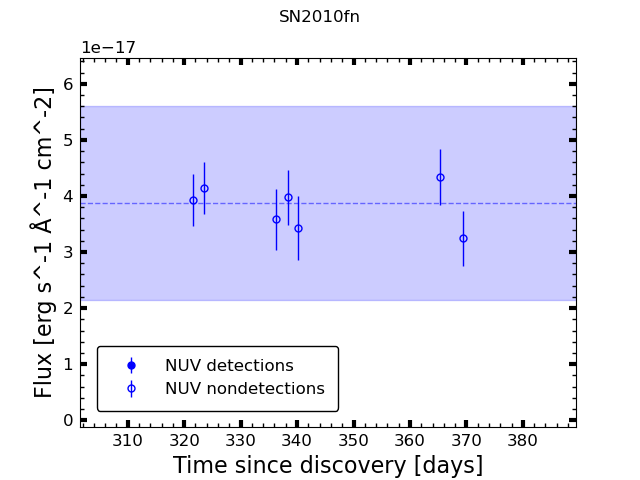 SN2010fn
1e−17
6
5
4
3
2
1
0
Flux [erg s^-1 Å^-1 cm^-2]
NUV detections
NUV nondetections
310 320 330 340 350 360 370 380
Time since discovery [days]